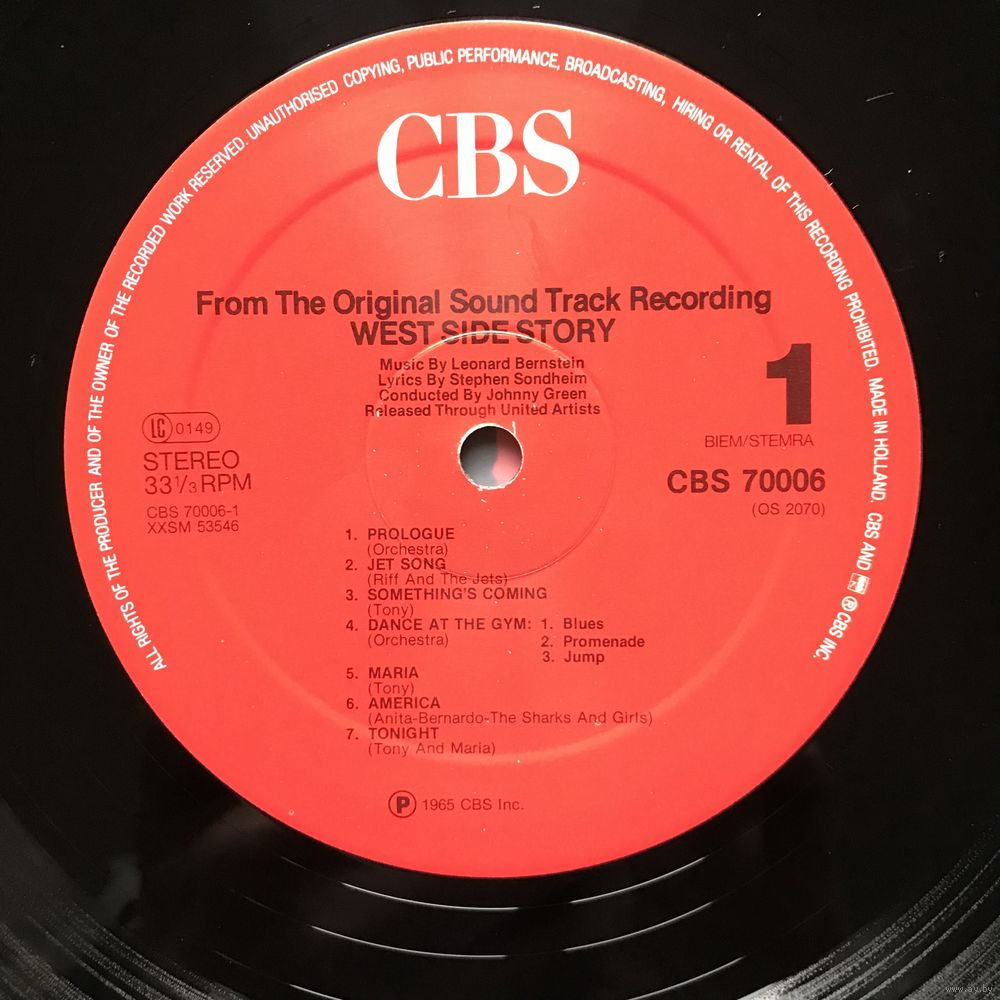 ALL RIGHTS OF THE PRODUCER AND OF THE OWNER OF THE RECORDED WORK RESERVED. UNAUTHORISED COPYING, PUBLIC PERFORMANCE, BROADCASTING, HIRING OR RENTAL OF THIS RECORDING PROHIBITED. MADE IN HOLLAND. CBS AND ℗ CBS INC.
CBS
From The Original Sound Track Recording
WEST SIDE STORY
Music By Leonard Bernstein
Lyrics By Stephen Sondheim
Conducted By Johnny Green
Released Through United Artists
1
BIEM/STEMRA
CBS 70006
(OS 2070)
LC 0149
STEREO
33 1/3 RPM
CBS 70006-1
XXSM 53546
1. PROLOGUE
(Orchestra)
2. JET SONG
(Riff And The Jets)
3. SOMETHING'S COMING
(Tony)
4. DANCE AT THE GYM: 1. Blues
(Orchestra) 2. Promenade
3. Jump
5. MARIA
(Tony)
6. AMERICA
(Anita-Bernardo-The Sharks And Girls)
7. TONIGHT
(Tony And Maria)
℗ 1965 CBS Inc.
www.ay.by